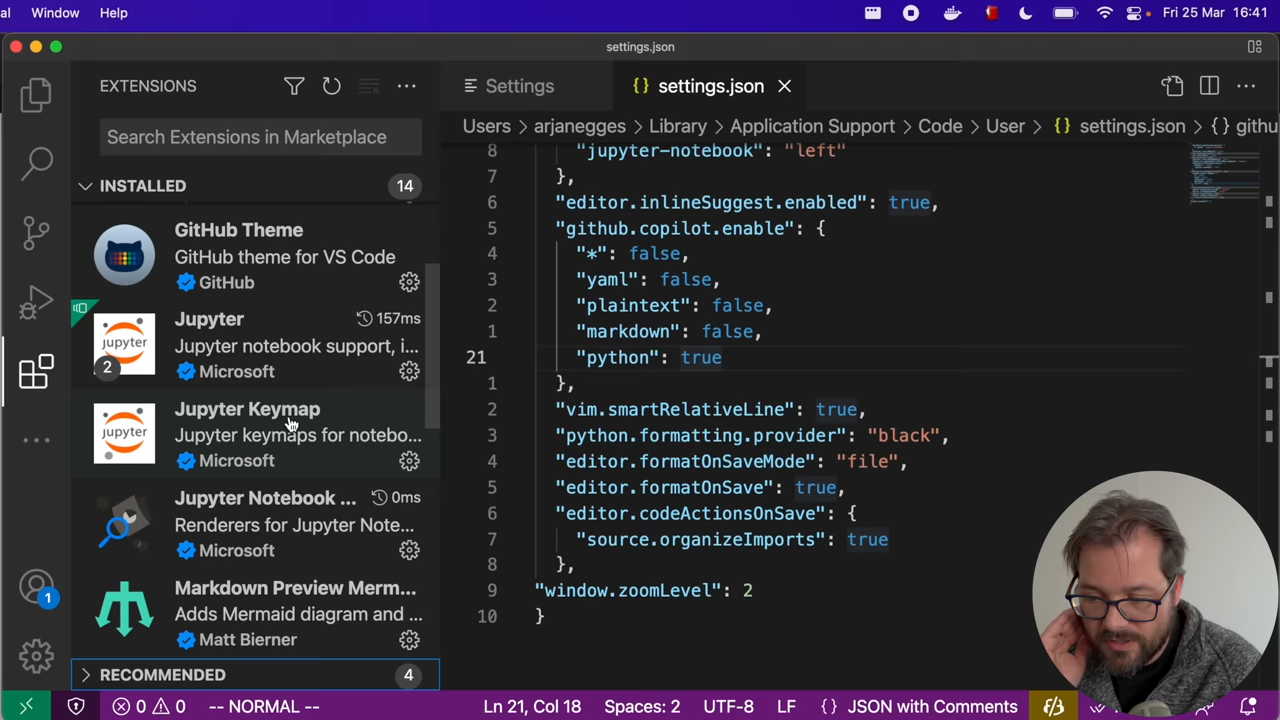 al Window Help Fri 25 Mar 16:41
settings.json
EXTENSIONS
Search Extensions in Marketplace
INSTALLED 14
GitHub Theme
GitHub theme for VS Code
GitHub
Jupyter 157ms
jupyter
2
Jupyter notebook support, i...
Microsoft
Jupyter Keymap
jupyter
Jupyter keymaps for notebo...
Microsoft
Jupyter Notebook ... 0ms
Renderers for Jupyter Note...
Microsoft
Markdown Preview Merm...
Adds Mermaid diagram and ...
Matt Bierner
RECOMMENDED 4
1
Settings {} settings.json
Users > arjanegges > Library > Application Support > Code > User > {} settings.json > {} githu
8 "jupyter-notebook": "left"
7 },
6 "editor.inlineSuggest.enabled": true,
5 "github.copilot.enable": {
4 "*": false,
3 "yaml": false,
2 "plaintext": false,
1 "markdown": false,
21 "python": true
1 },
2 "vim.smartRelativeLine": true,
3 "python.formatting.provider": "black",
4 "editor.formatOnSaveMode": "file",
5 "editor.formatOnSave": true,
6 "editor.codeActionsOnSave": {
7 "source.organizeImports": true
8 },
9 "window.zoomLevel": 2
10 }
0 0 -- NORMAL -- Ln 21, Col 18 Spaces: 2 UTF-8 LF {} JSON with Comments